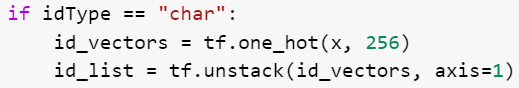 if idType == "char":
    id_vectors = tf.one_hot(x, 256)
    id_list = tf.unstack(id_vectors, axis=1)